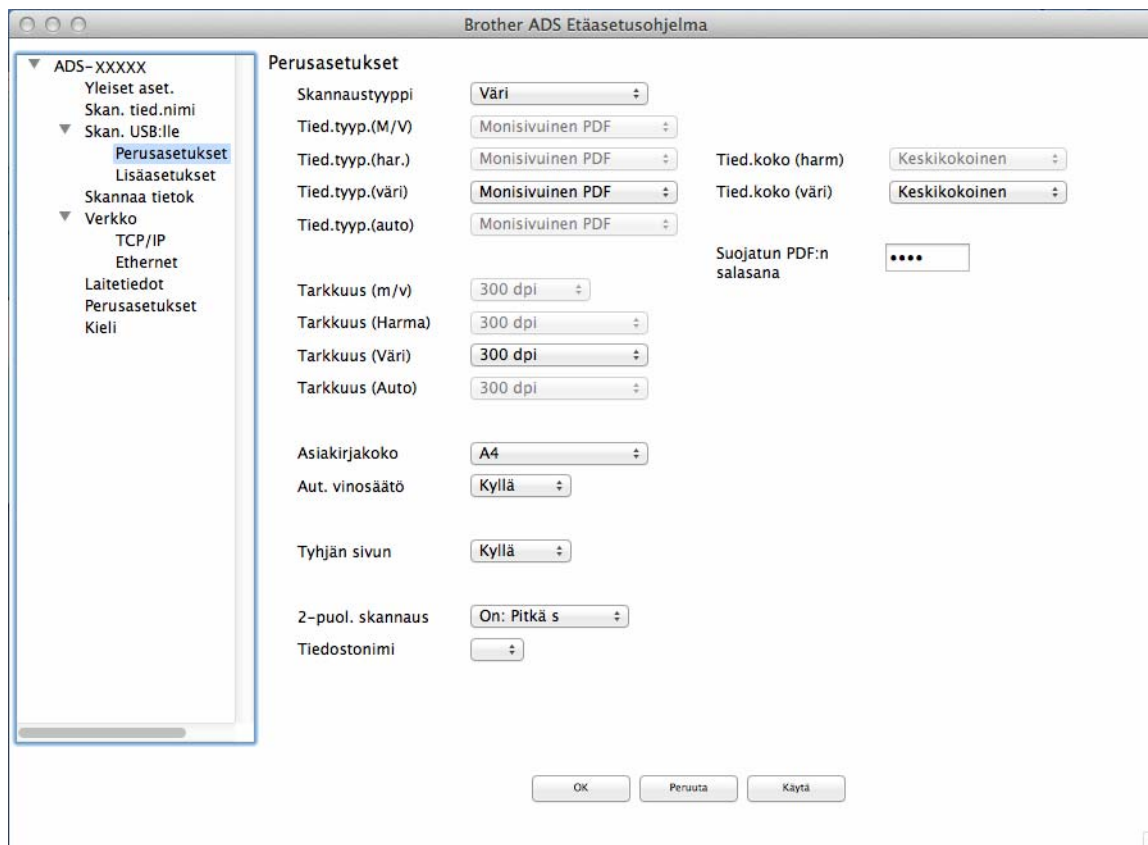 Brother ADS Etäasetusohjelma
ADS-XXXXX
Yleiset aset.
Skan. tied.nimi
Skan. USB:lle
Perusasetukset
Lisäasetukset
Skannaa tietok
Verkko
TCP/IP
Ethernet
Laitetiedot
Perusasetukset
Kieli
Perusasetukset
Skannaustyyppi Väri
Tied.tyyp.(M/V) Monisivuinen PDF
Tied.tyyp.(har.) Monisivuinen PDF Tied.koko (harm) Keskikokoinen
Tied.tyyp.(väri) Monisivuinen PDF Tied.koko (väri) Keskikokoinen
Tied.tyyp.(auto) Monisivuinen PDF
Suojatun PDF:n
salasana ••••
Tarkkuus (m/v) 300 dpi
Tarkkuus (Harma) 300 dpi
Tarkkuus (Väri) 300 dpi
Tarkkuus (Auto) 300 dpi
Asiakirjakoko A4
Aut. vinosäätö Kyllä
Tyhjän sivun Kyllä
2-puol. skannaus On: Pitkä s
Tiedostonimi
OK Peruuta Käytä